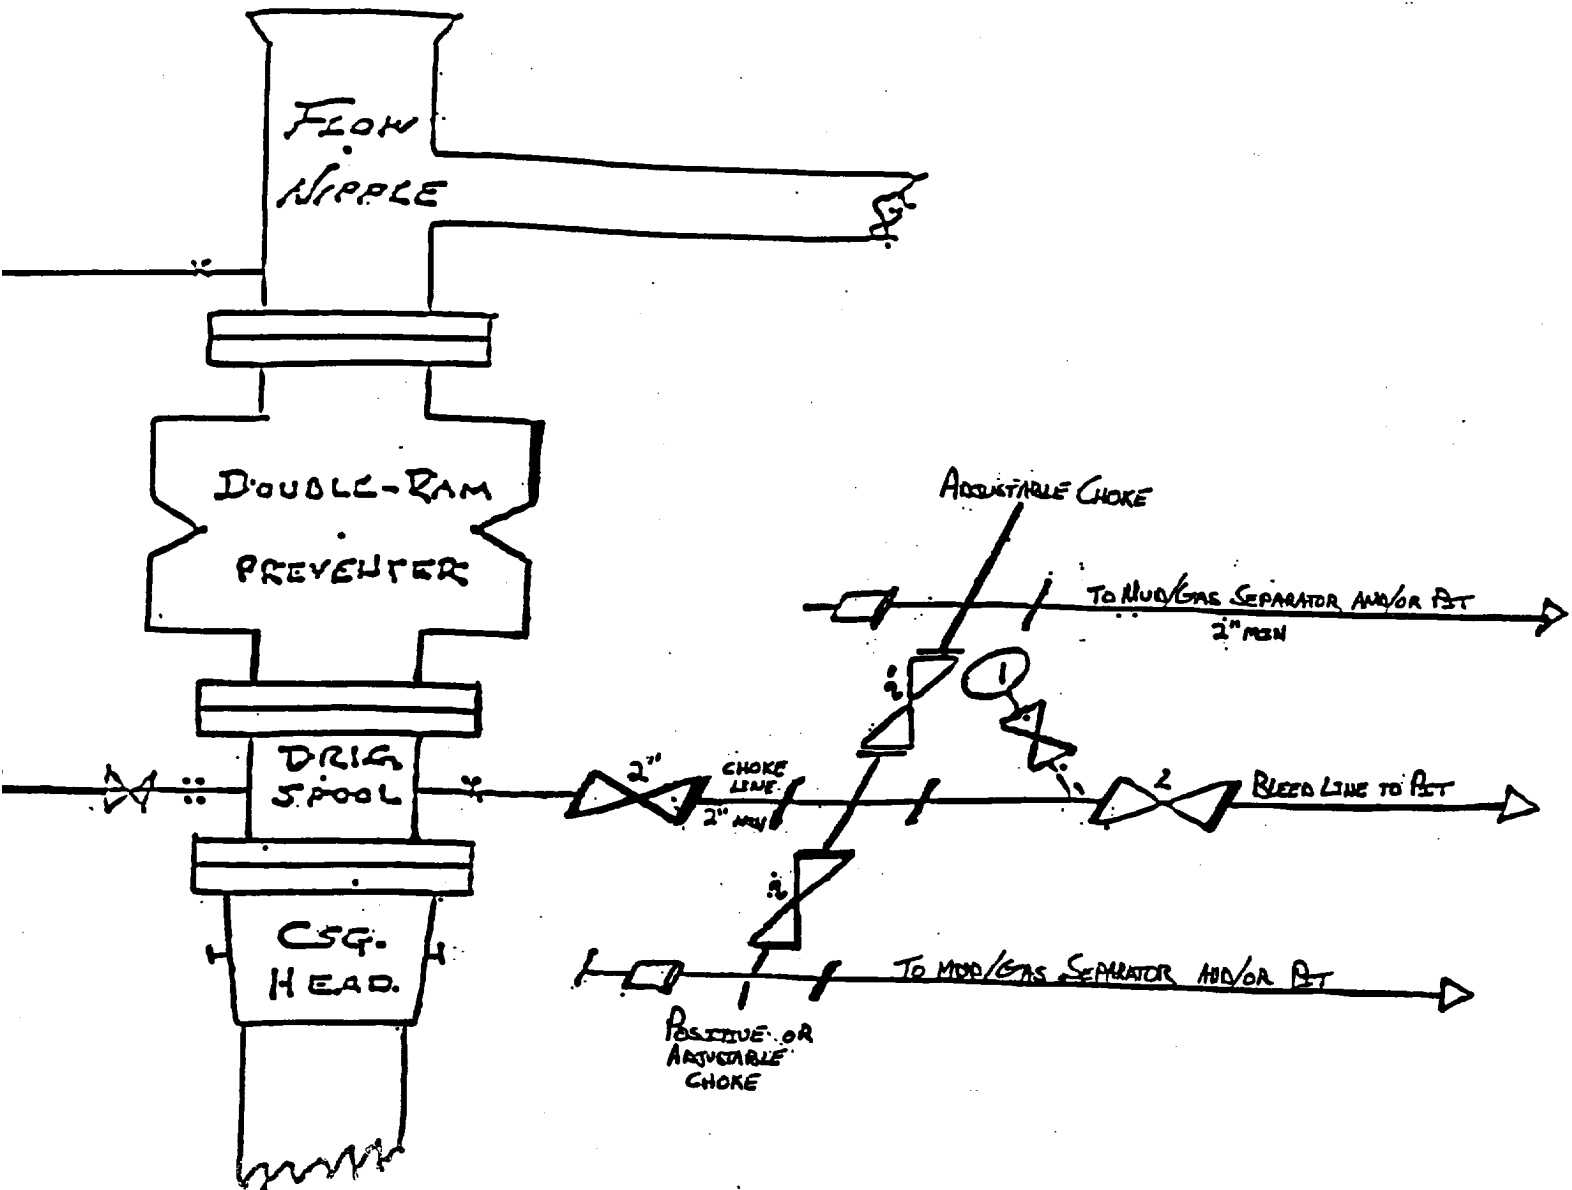 FLOW
NIPPLE
DOUBLE-RAM
PREVENTER
ADJUSTABLE CHOKE
TO MUD/GAS SEPARATOR AND/OR PIT
2" MIN
2"
1
DRLG
SPOOL
2"
CHOKE
LINE
2" MIN
2
BLEED LINE TO PIT
2"
CSG.
HEAD.
TO MUD/GAS SEPARATOR AND/OR PIT
POSITIVE OR
ADJUSTABLE
CHOKE